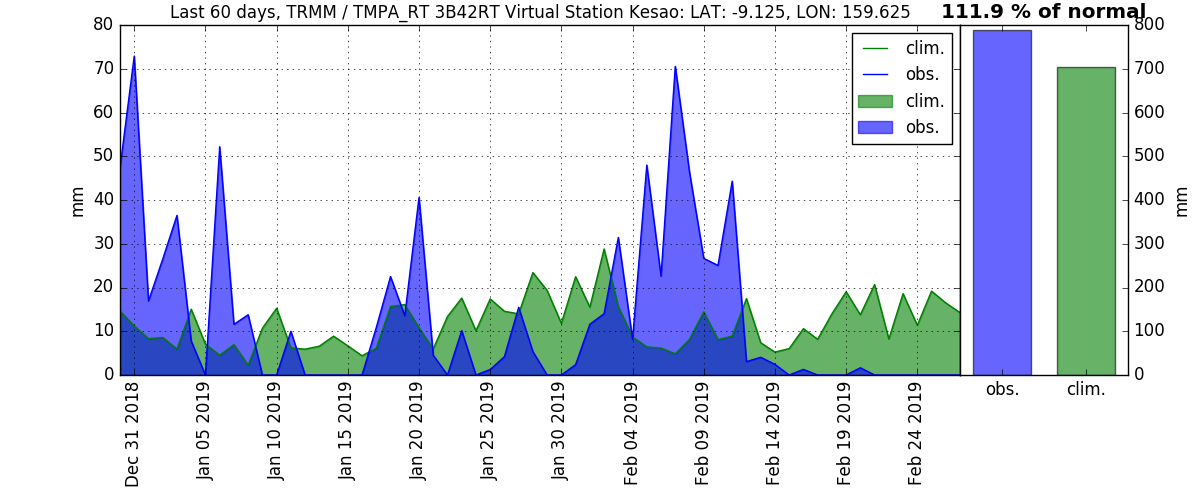 Last 60 days, TRMM / TMPA_RT 3B42RT Virtual Station Kesao: LAT: -9.125, LON: 159.625
111.9 % of normal
80
70
60
50
40
30
20
10
0
mm
clim.
obs.
clim.
obs.
800
700
600
500
400
300
200
100
0
mm
obs.
clim.
Dec 31 2018
Jan 05 2019
Jan 10 2019
Jan 15 2019
Jan 20 2019
Jan 25 2019
Jan 30 2019
Feb 04 2019
Feb 09 2019
Feb 14 2019
Feb 19 2019
Feb 24 2019